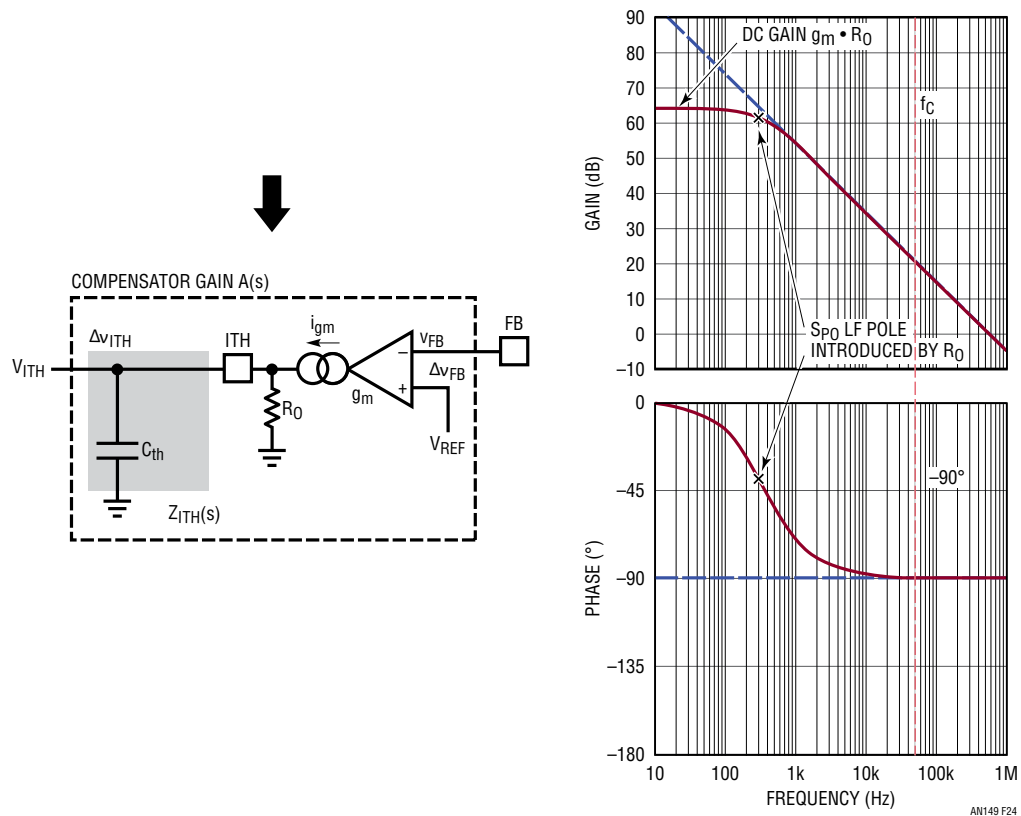 COMPENSATOR GAIN A(s)
ΔvITH
VITH
ITH
igm
gm
vFB
ΔvFB
FB
–
+
VREF
RO
Cth
ZITH(s)
GAIN (dB)
90
80
70
60
50
40
30
20
10
0
–10
DC GAIN gm • RO
fC
SPO LF POLE
INTRODUCED BY RO
PHASE (°)
0
–45
–90
–135
–180
–90°
10
100
1k
10k
100k
1M
FREQUENCY (Hz)
AN149 F24